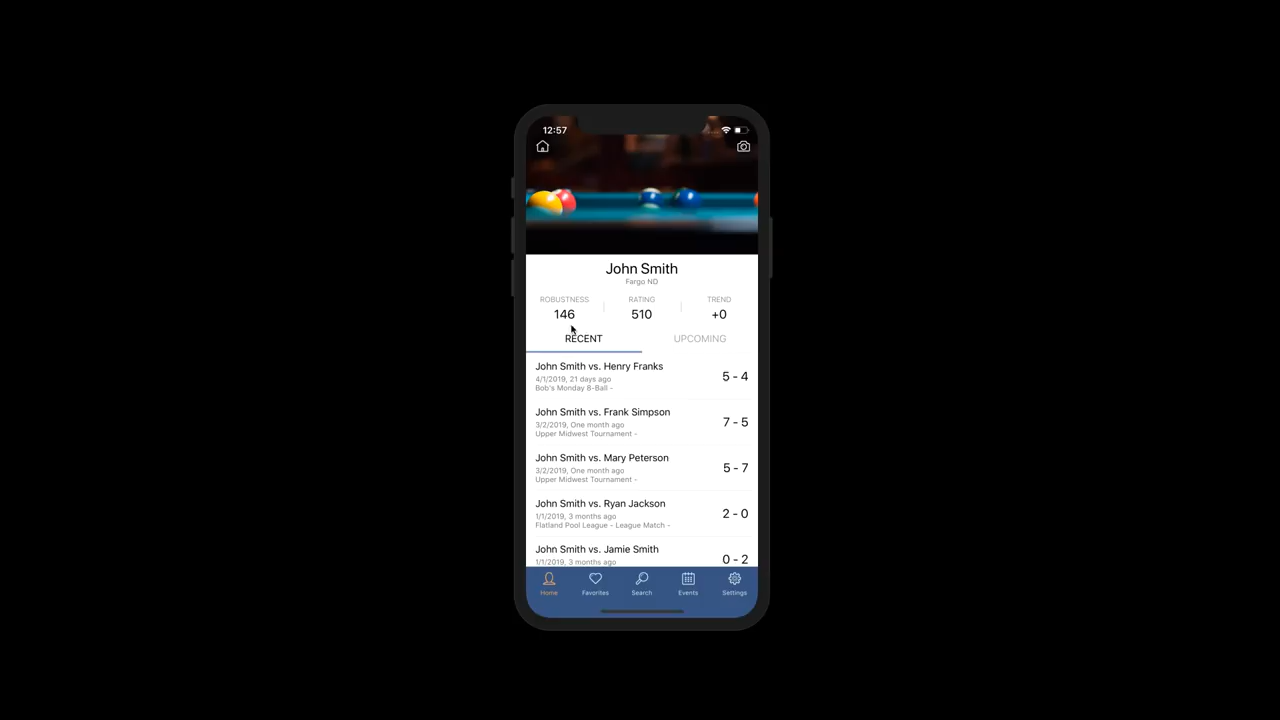 12:57
John Smith
Fargo ND
ROBUSTNESS RATING TREND
146 510 +0
RECENT UPCOMING
John Smith vs. Henry Franks
4/1/2019, 21 days ago
Bob's Monday 8-Ball -
5 - 4
John Smith vs. Frank Simpson
3/2/2019, One month ago
Upper Midwest Tournament -
7 - 5
John Smith vs. Mary Peterson
3/2/2019, One month ago
Upper Midwest Tournament -
5 - 7
John Smith vs. Ryan Jackson
1/1/2019, 3 months ago
Flatland Pool League - League Match -
2 - 0
John Smith vs. Jamie Smith
1/1/2019, 3 months ago
0 - 2
Home Favorites Search Events Settings